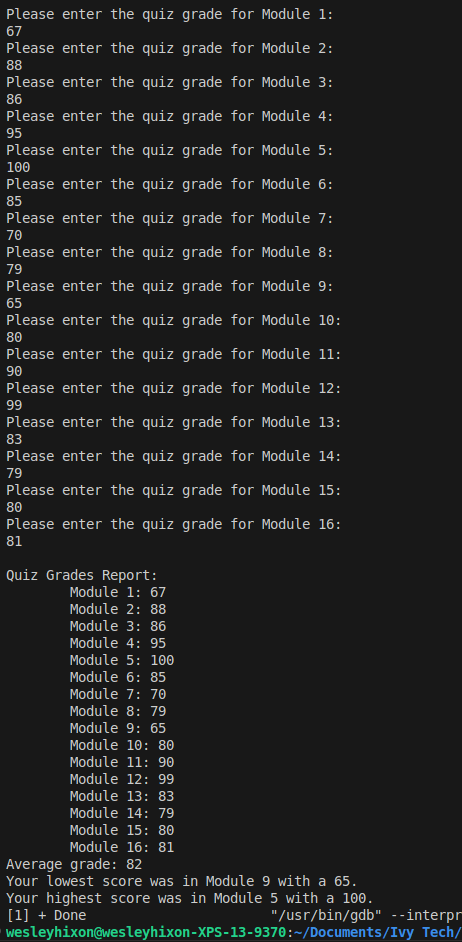 Please enter the quiz grade for Module 1:
67
Please enter the quiz grade for Module 2:
88
Please enter the quiz grade for Module 3:
86
Please enter the quiz grade for Module 4:
95
Please enter the quiz grade for Module 5:
100
Please enter the quiz grade for Module 6:
85
Please enter the quiz grade for Module 7:
70
Please enter the quiz grade for Module 8:
79
Please enter the quiz grade for Module 9:
65
Please enter the quiz grade for Module 10:
80
Please enter the quiz grade for Module 11:
90
Please enter the quiz grade for Module 12:
99
Please enter the quiz grade for Module 13:
83
Please enter the quiz grade for Module 14:
79
Please enter the quiz grade for Module 15:
80
Please enter the quiz grade for Module 16:
81

Quiz Grades Report:
        Module 1: 67
        Module 2: 88
        Module 3: 86
        Module 4: 95
        Module 5: 100
        Module 6: 85
        Module 7: 70
        Module 8: 79
        Module 9: 65
        Module 10: 80
        Module 11: 90
        Module 12: 99
        Module 13: 83
        Module 14: 79
        Module 15: 80
        Module 16: 81
Average grade: 82
Your lowest score was in Module 9 with a 65.
Your highest score was in Module 5 with a 100.
[1] + Done                       "/usr/bin/gdb" --interpr
wesleyhixon@wesleyhixon-XPS-13-9370:~/Documents/Ivy Tech/